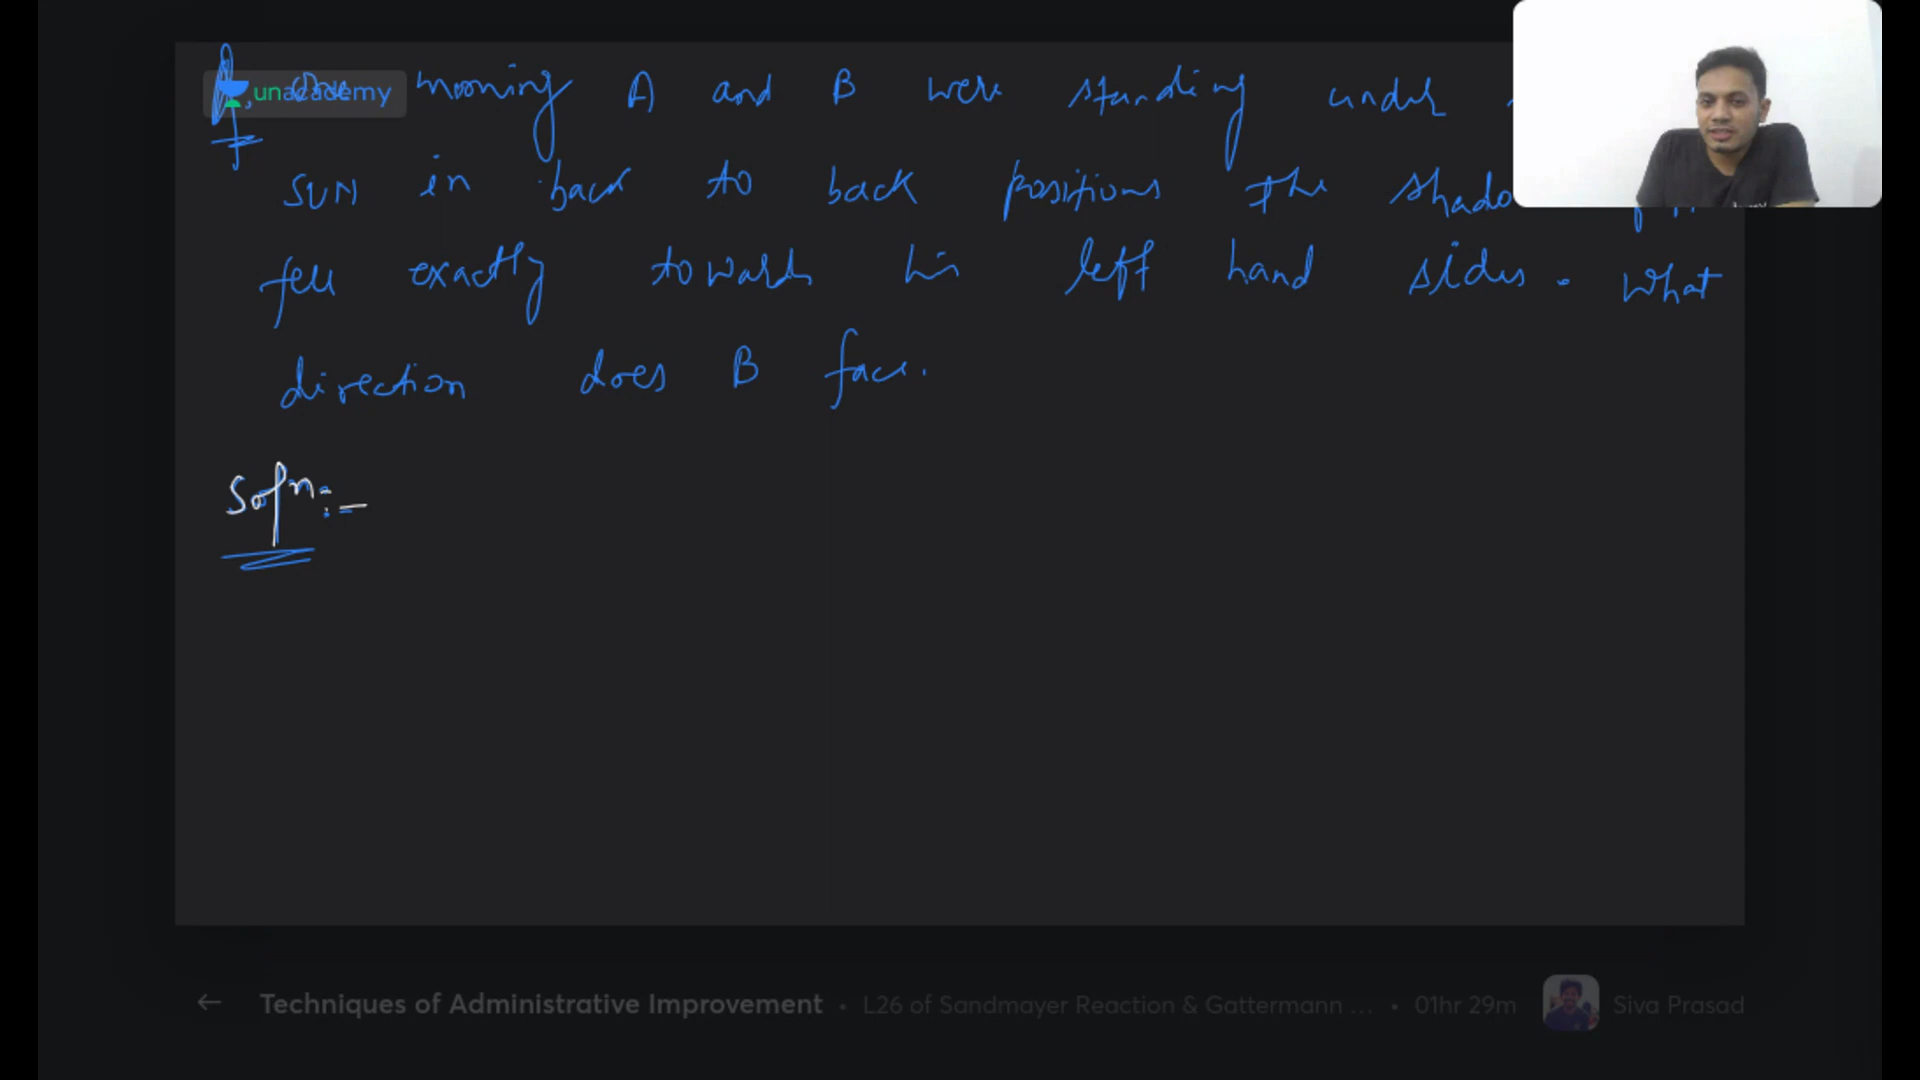 unacademy
Q, One morning A and B were standing under
SUN in back to back positions The shado
fell exactly towards his left hand sides. What
direction does B face.
Soln:-
Techniques of Administrative Improvement • L26 of Sandmayer Reaction & Gattermann ... • 01hr 29m Siva Prasad